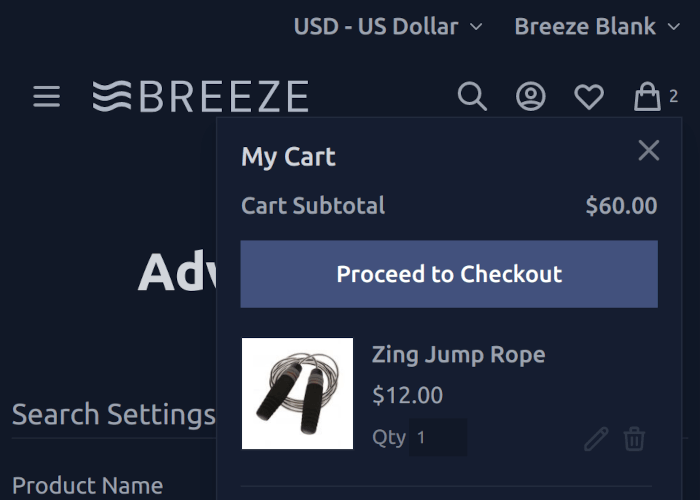 USD - US Dollar
Breeze Blank
BREEZE
2
My Cart
Cart Subtotal
$60.00
Proceed to Checkout
Adv
Zing Jump Rope
$12.00
Qty 1
Search Settings
Product Name